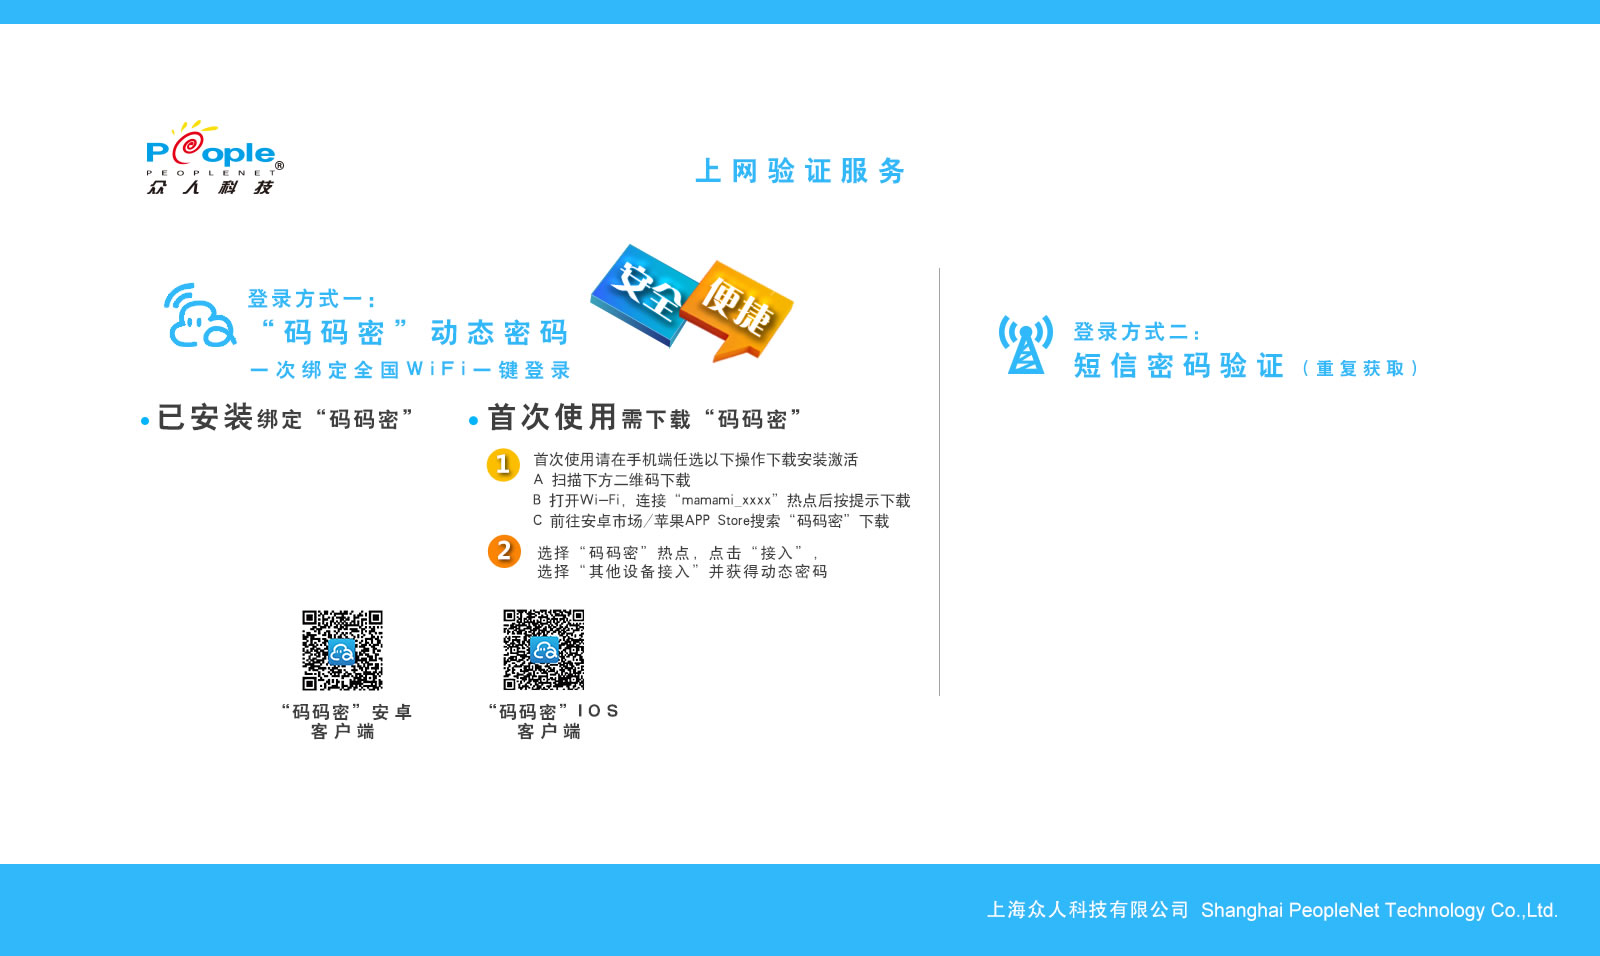 People®
PEOPLENET
众人科技
上网验证服务
安全
便捷
登录方式一：
“码码密”动态密码
一次绑定全国WiFi一键登录
已安装绑定“码码密”
首次使用需下载“码码密”
1
首次使用请在手机端任选以下操作下载安装激活
A 扫描下方二维码下载
B 打开Wi-Fi，连接“mamami_xxxx”热点后按提示下载
C 前往安卓市场/苹果APP Store搜索“码码密”下载
2
选择“码码密”热点，点击“接入”，
选择“其他设备接入”并获得动态密码
“码码密”安卓
客户端
“码码密”IOS
客户端
登录方式二：
短信密码验证（重复获取）
上海众人科技有限公司 Shanghai PeopleNet Technology Co.,Ltd.